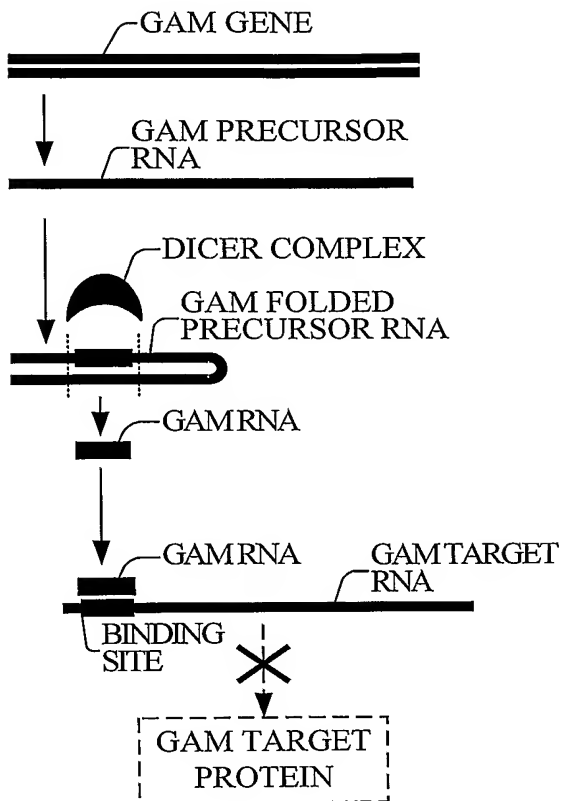 GAM GENE
GAM PRECURSOR
RNA
DICER COMPLEX
GAM FOLDED
PRECURSOR RNA
GAM RNA
GAM RNA
GAM TARGET
RNA
BINDING
SITE
GAM TARGET
PROTEIN